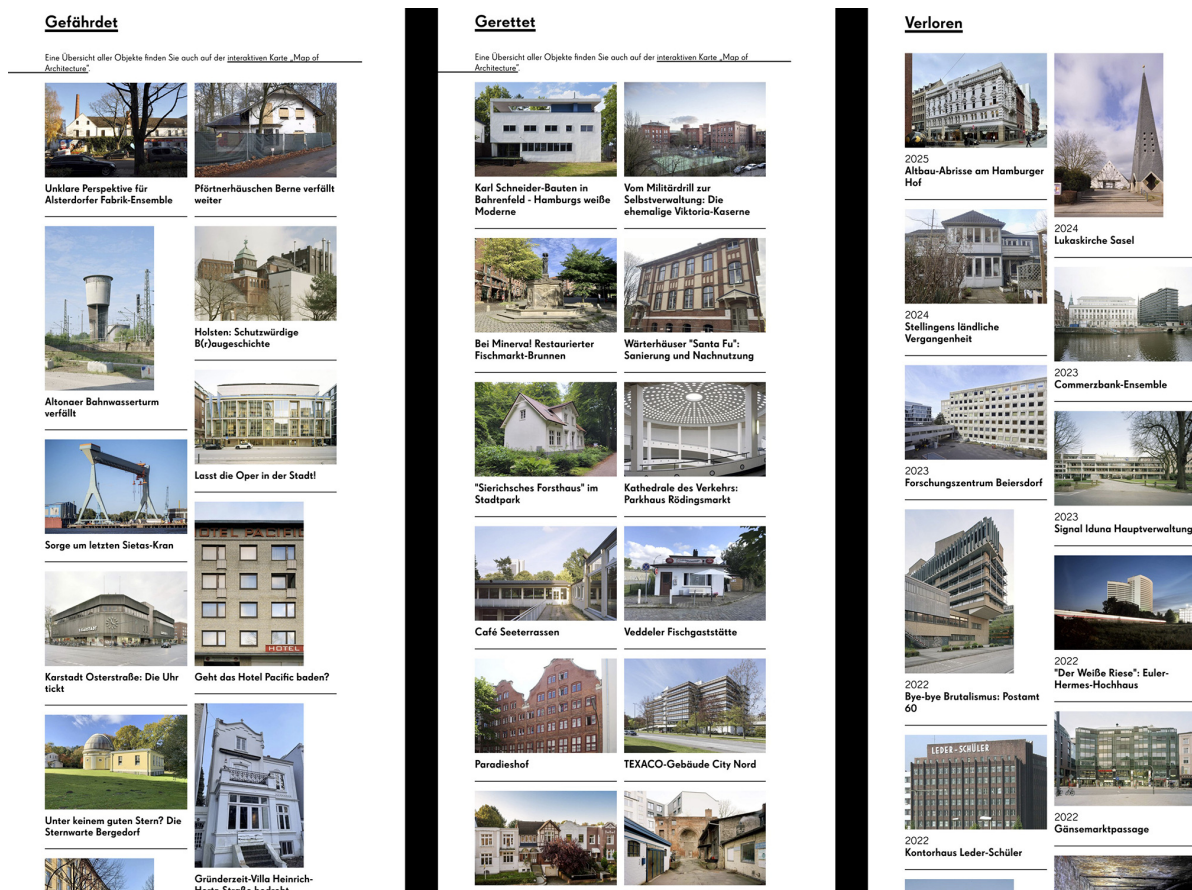 Gefährdet
Eine Übersicht aller Objekte finden Sie auch auf der interaktiven Karte „Map of
Architecture“.
Unklare Perspektive für
Alsterdorfer Fabrik-Ensemble
Pförtnerhäuschen Berne verfällt
weiter
Altonaer Bahnwasserturm
verfällt
Holsten: Schutzwürdige
B(r)augeschichte
Lasst die Oper in der Stadt!
Sorge um letzten Sietas-Kran
HOTEL PACIFIC
HOTEL
Karstadt Osterstraße: Die Uhr
tickt
Geht das Hotel Pacific baden?
Unter keinem guten Stern? Die
Sternwarte Bergedorf
Gründerzeit-Villa Heinrich-
Hertz-Straße bedroht
Gerettet
Eine Übersicht aller Objekte finden Sie auch auf der interaktiven Karte „Map of
Architecture“.
Karl Schneider-Bauten in
Bahrenfeld - Hamburgs weiße
Moderne
Vom Militärdrill zur
Selbstverwaltung: Die
ehemalige Viktoria-Kaserne
Bei Minerva! Restaurierter
Fischmarkt-Brunnen
Wärterhäuser "Santa Fu":
Sanierung und Nachnutzung
"Sierichsches Forsthaus" im
Stadtpark
Kathedrale des Verkehrs:
Parkhaus Rödingsmarkt
Café Seeterrassen
Veddeler Fischgaststätte
Paradieshof
TEXACO-Gebäude City Nord
Verloren
2025
Altbau-Abrisse am Hamburger
Hof
2024
Lukaskirche Sasel
2024
Stellingens ländliche
Vergangenheit
2023
Commerzbank-Ensemble
2023
Forschungszentrum Beiersdorf
2023
Signal Iduna Hauptverwaltung
2022
Bye-bye Brutalismus: Postamt
60
2022
"Der Weiße Riese": Euler-
Hermes-Hochhaus
LEDER-SCHÜLER
2022
Kontorhaus Leder-Schüler
2022
Gänsemarktpassage